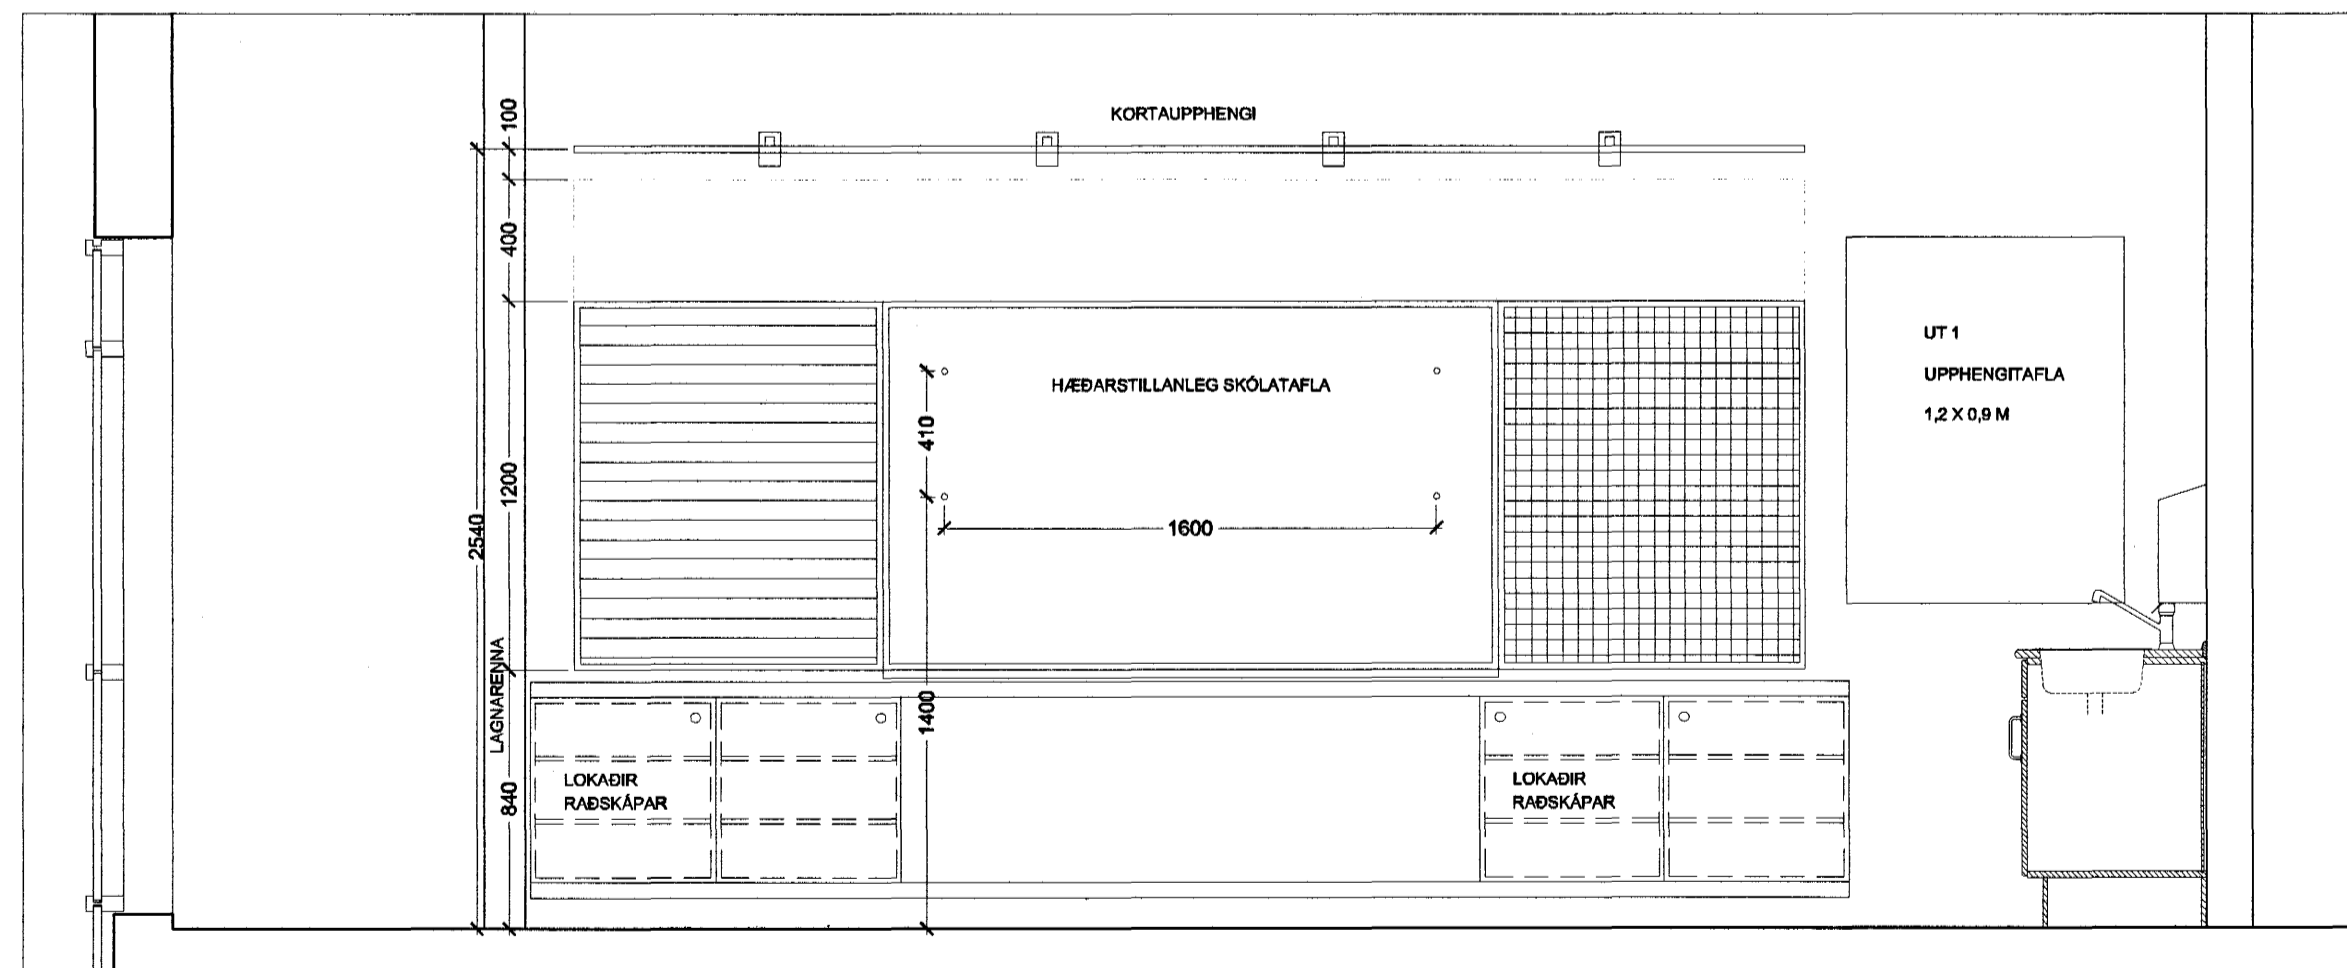 KORTAUPPHENGI
100
400
1200
2540
LAGNARENNA
840
HÆÐARSTILLANLEG SKÓLATAFLA
410
1600
1400
UT 1
UPPHENGITAFLA
1,2 X 0,9 M
LOKAÐIR
RAÐSKÁPAR
LOKAÐIR
RAÐSKÁPAR